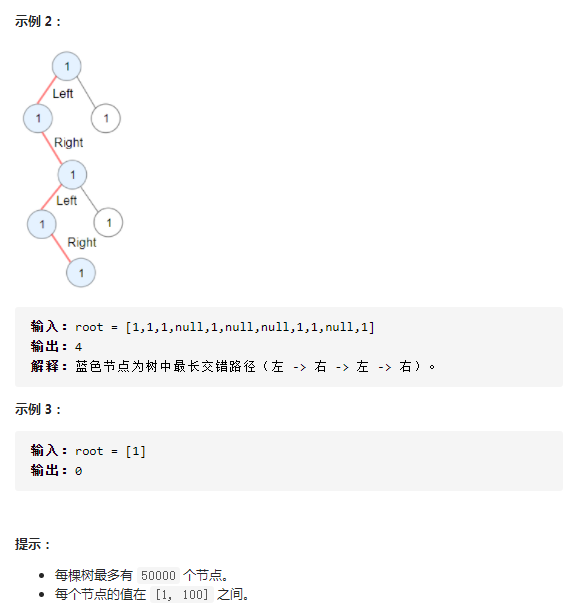 示例 2：
1
Left
1
1
Right
1
Left
1
1
Right
1
输入：root = [1,1,1,null,1,null,null,1,1,null,1]
输出：4
解释：蓝色节点为树中最长交错路径（左 -> 右 -> 左 -> 右）。
示例 3：
输入：root = [1]
输出：0
提示：
• 每棵树最多有 50000 个节点。
• 每个节点的值在 [1, 100] 之间。